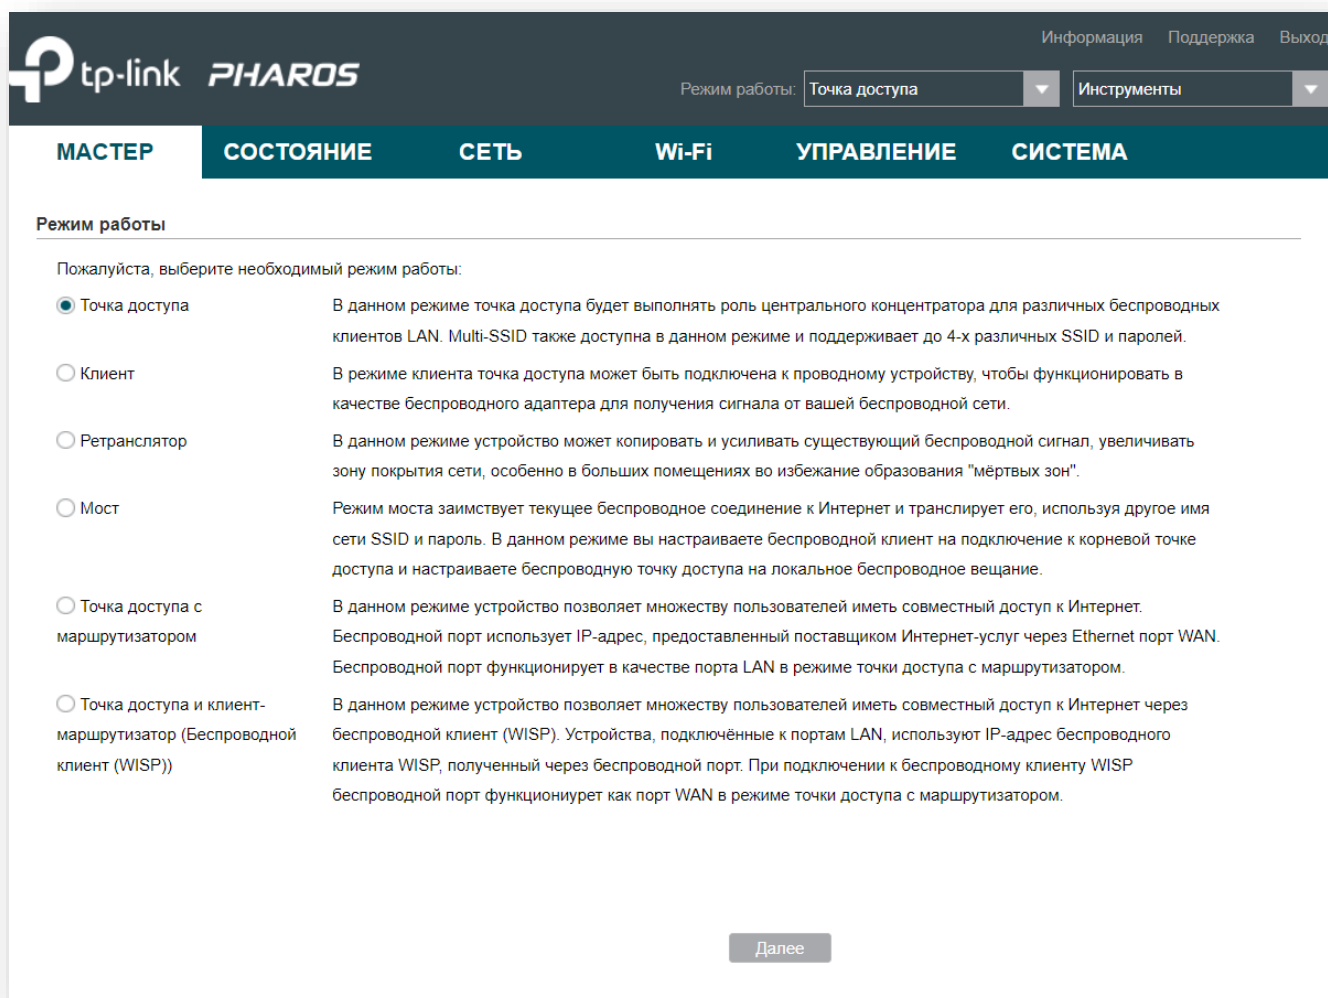 Информация Поддержка Выход
tp-link PHAROS
Режим работы: Точка доступа Инструменты
МАСТЕР СОСТОЯНИЕ СЕТЬ Wi-Fi УПРАВЛЕНИЕ СИСТЕМА
Режим работы
Пожалуйста, выберите необходимый режим работы:
Точка доступа В данном режиме точка доступа будет выполнять роль центрального концентратора для различных беспроводных
клиентов LAN. Multi-SSID также доступна в данном режиме и поддерживает до 4-х различных SSID и паролей.
Клиент В режиме клиента точка доступа может быть подключена к проводному устройству, чтобы функционировать в
качестве беспроводного адаптера для получения сигнала от вашей беспроводной сети.
Ретранслятор В данном режиме устройство может копировать и усиливать существующий беспроводной сигнал, увеличивать
зону покрытия сети, особенно в больших помещениях во избежание образования "мёртвых зон".
Мост Режим моста заимствует текущее беспроводное соединение к Интернет и транслирует его, используя другое имя
сети SSID и пароль. В данном режиме вы настраиваете беспроводной клиент на подключение к корневой точке
доступа и настраиваете беспроводную точку доступа на локальное беспроводное вещание.
Точка доступа с В данном режиме устройство позволяет множеству пользователей иметь совместный доступ к Интернет.
маршрутизатором Беспроводной порт использует IP-адрес, предоставленный поставщиком Интернет-услуг через Ethernet порт WAN.
Беспроводной порт функционирует в качестве порта LAN в режиме точки доступа с маршрутизатором.
Точка доступа и клиент- В данном режиме устройство позволяет множеству пользователей иметь совместный доступ к Интернет через
маршрутизатор (Беспроводной беспроводной клиент (WISP). Устройства, подключённые к портам LAN, используют IP-адрес беспроводного
клиент (WISP)) клиента WISP, полученный через беспроводной порт. При подключении к беспроводному клиенту WISP
беспроводной порт функциониурет как порт WAN в режиме точки доступа с маршрутизатором.
Далее